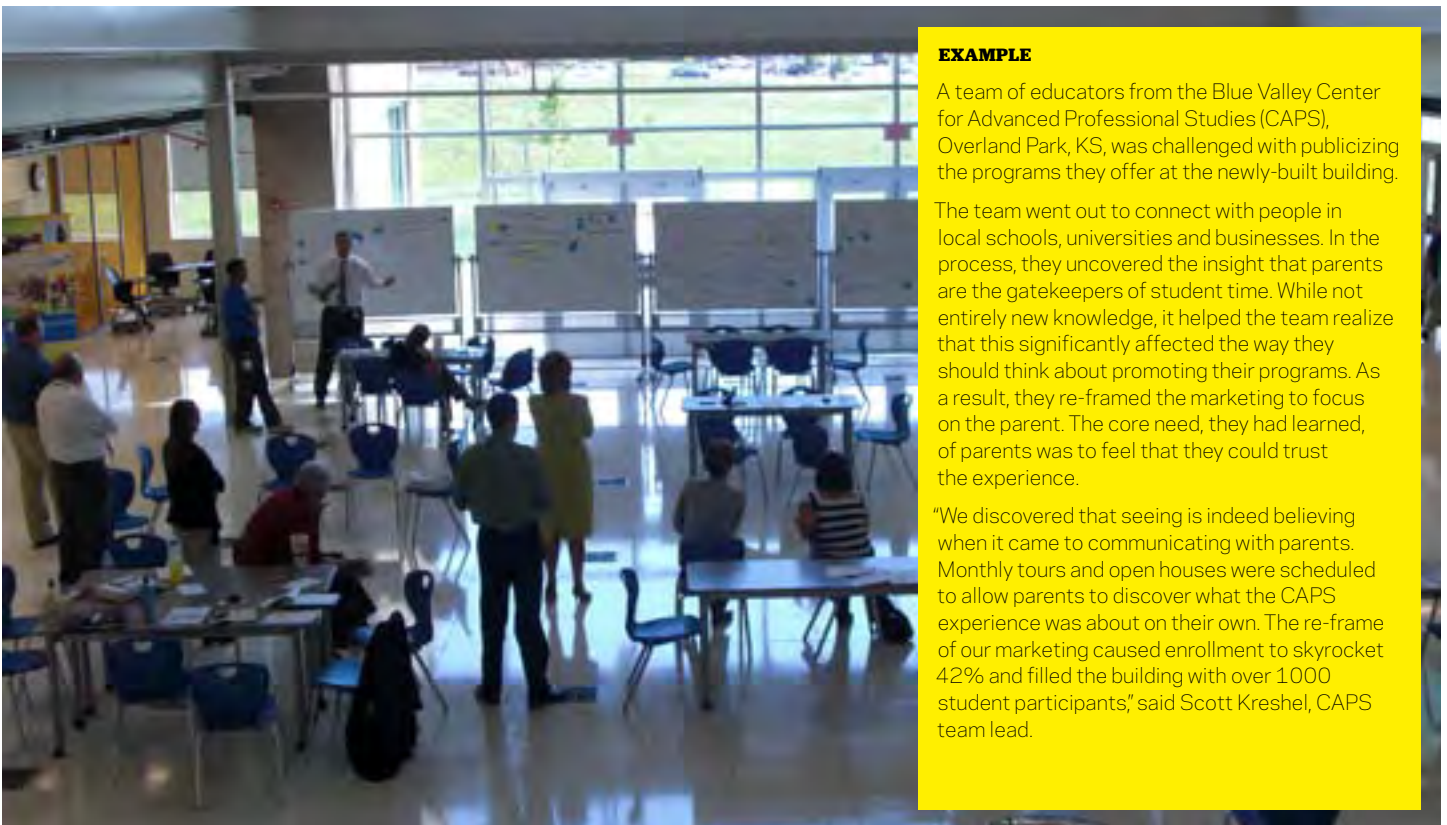 EXAMPLE
A team of educators from the Blue Valley Center
for Advanced Professional Studies (CAPS),
Overland Park, KS, was challenged with publicizing
the programs they offer at the newly-built building.
The team went out to connect with people in
local schools, universities and businesses. In the
process, they uncovered the insight that parents
are the gatekeepers of student time. While not
entirely new knowledge, it helped the team realize
that this significantly affected the way they
should think about promoting their programs. As
a result, they re-framed the marketing to focus
on the parent. The core need, they had learned,
of parents was to feel that they could trust
the experience.
“We discovered that seeing is indeed believing
when it came to communicating with parents.
Monthly tours and open houses were scheduled
to allow parents to discover what the CAPS
experience was about on their own. The re-frame
of our marketing caused enrollment to skyrocket
42% and filled the building with over 1000
student participants,” said Scott Kreshel, CAPS
team lead.